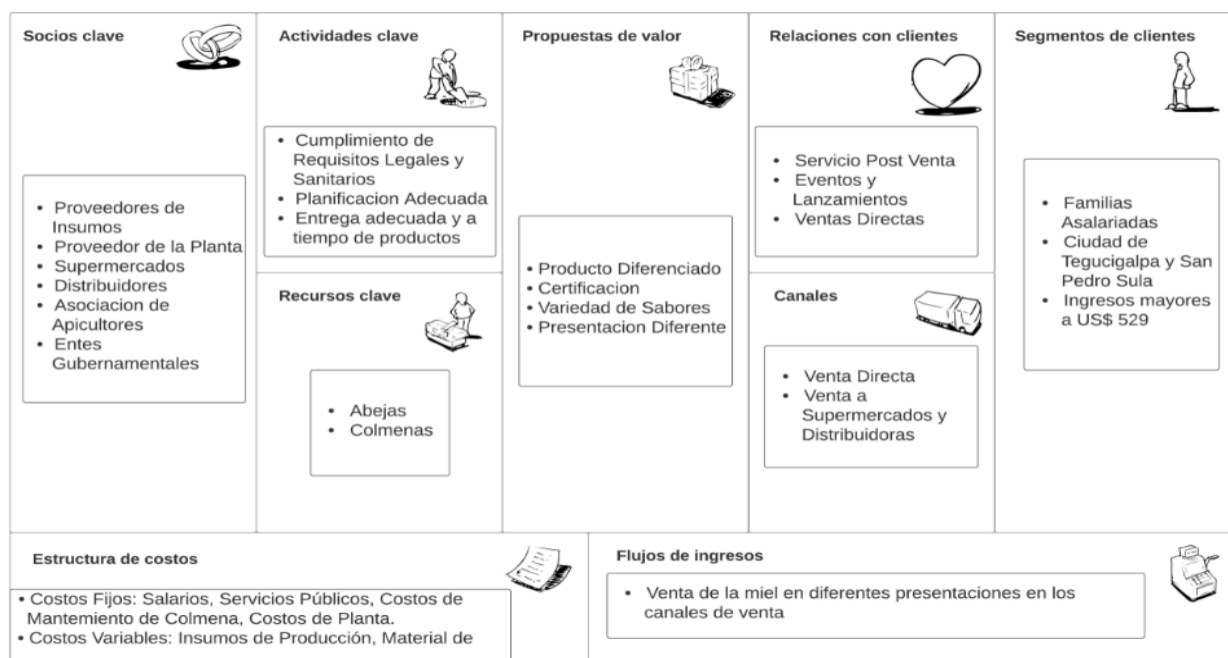 Socios clave
• Proveedores de
Insumos
• Proveedor de la Planta
• Supermercados
• Distribuidores
• Asociacion de
Apicultores
• Entes
Gubernamentales
Actividades clave
• Cumplimiento de
Requisitos Legales y
Sanitarios
• Planificacion Adecuada
• Entrega adecuada y a
tiempo de productos
Recursos clave
• Abejas
• Colmenas
Propuestas de valor
• Producto Diferenciado
• Certificacion
• Variedad de Sabores
• Presentacion Diferente
Relaciones con clientes
• Servicio Post Venta
• Eventos y
Lanzamientos
• Ventas Directas
Canales
• Venta Directa
• Venta a
Supermercados y
Distribuidoras
Segmentos de clientes
• Familias
Asalariadas
• Ciudad de
Tegucigalpa y San
Pedro Sula
• Ingresos mayores
a US$ 529
Estructura de costos
• Costos Fijos: Salarios, Servicios Públicos, Costos de
Mantemiento de Colmena, Costos de Planta.
• Costos Variables: Insumos de Producción, Material de
Flujos de ingresos
• Venta de la miel en diferentes presentaciones en los
canales de venta